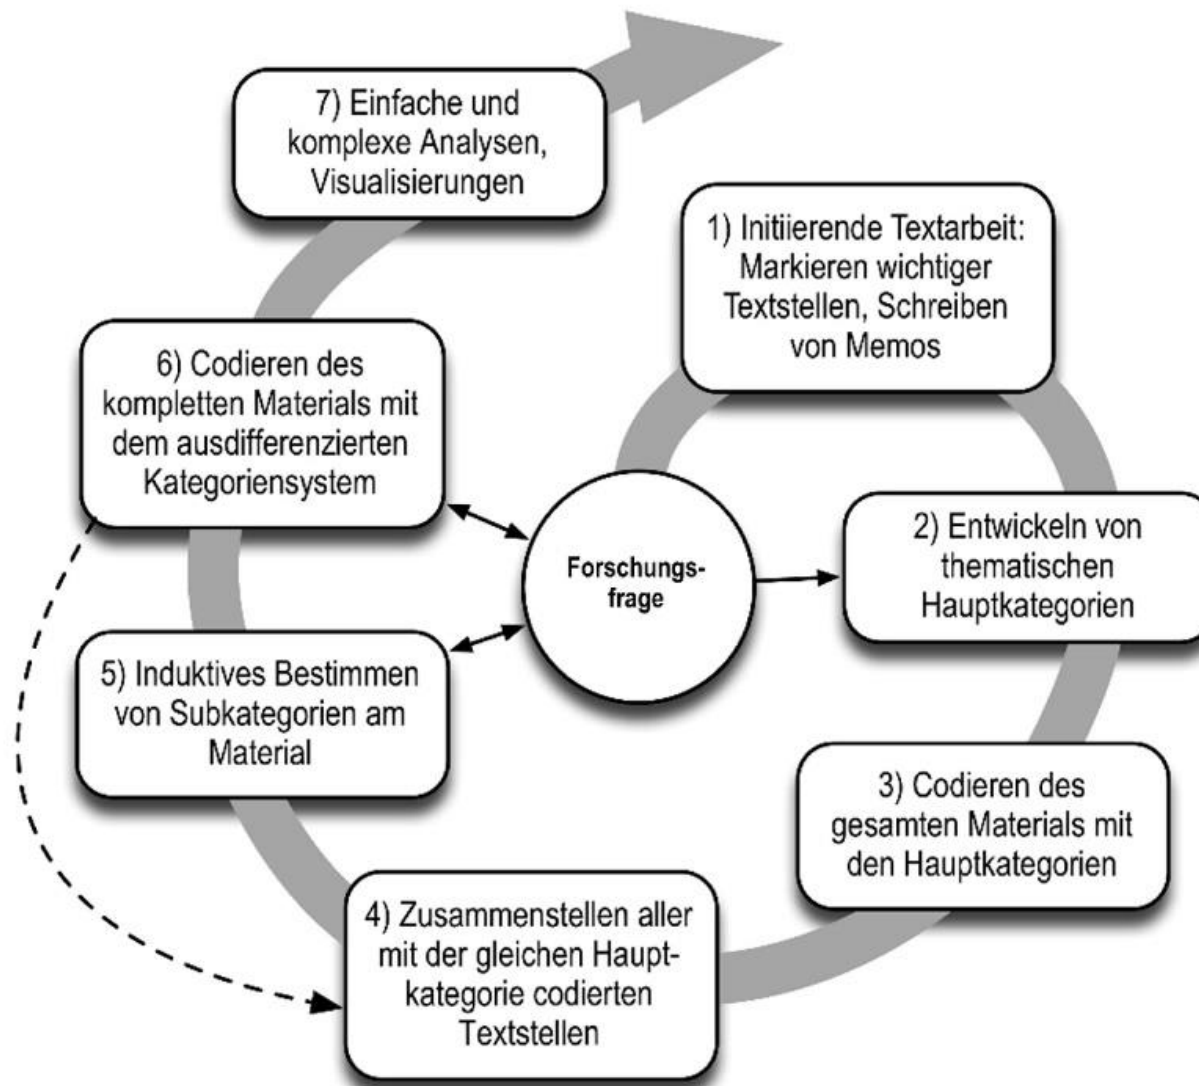 7) Einfache und
komplexe Analysen,
Visualisierungen
1) Initiierende Textarbeit:
Markieren wichtiger
Textstellen, Schreiben
von Memos
6) Codieren des
kompletten Materials mit
dem ausdifferenzierten
Kategoriensystem
Forschungs-
frage
2) Entwickeln von
thematischen
Hauptkategorien
5) Induktives Bestimmen
von Subkategorien am
Material
3) Codieren des
gesamten Materials mit
den Hauptkategorien
4) Zusammenstellen aller
mit der gleichen Haupt-
kategorie codierten
Textstellen